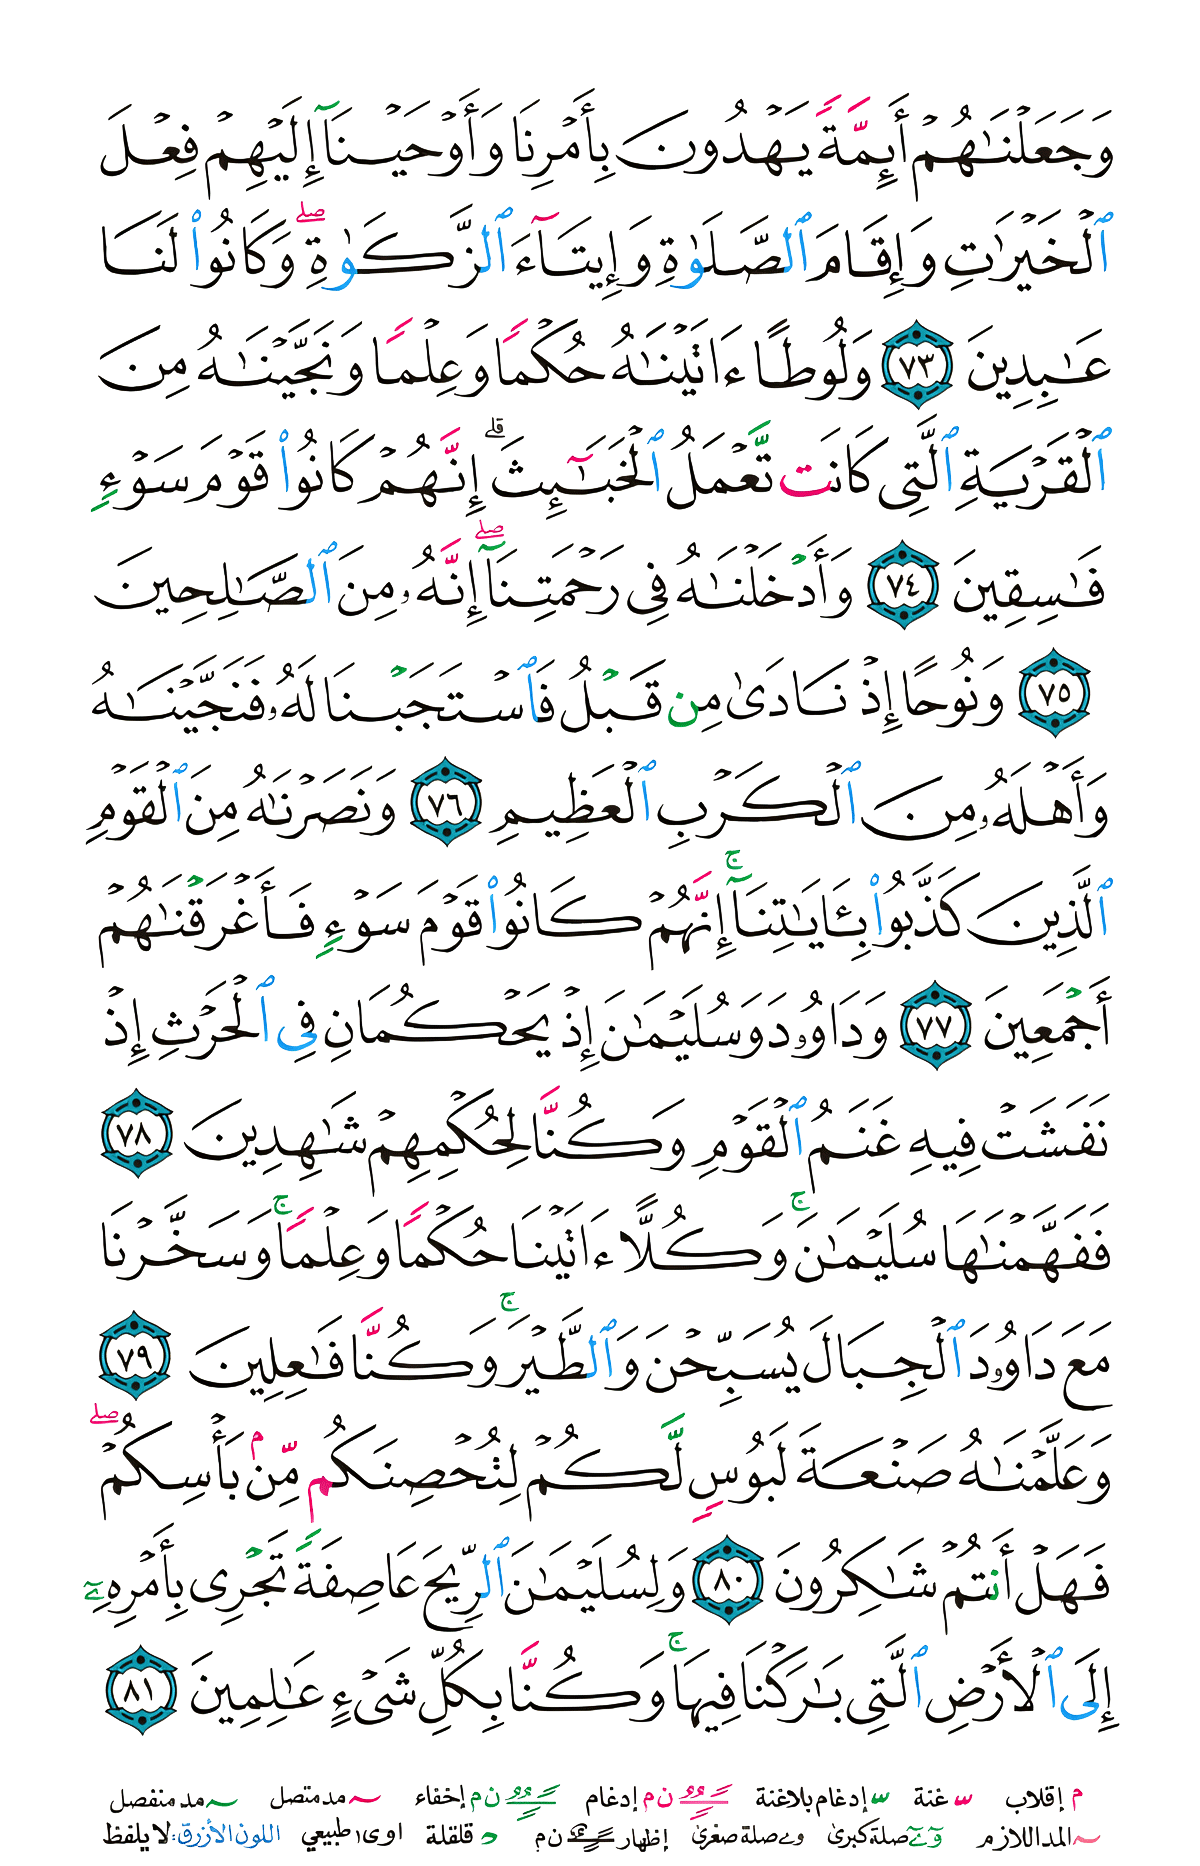 وَجَعَلْنَٰهُمْ أَئِمَّةً يَهْدُونَ بِأَمْرِنَا وَأَوْحَيْنَآ إِلَيْهِمْ فِعْلَ
ٱلْخَيْرَٰتِ وَإِقَامَ ٱلصَّلَوٰةِ وَإِيتَآءَ ٱلزَّكَوٰةِ ۖ وَكَانُوا۟ لَنَا
عَٰبِدِينَ ٧٣ وَلُوطًا ءَاتَيْنَٰهُ حُكْمًا وَعِلْمًا وَنَجَّيْنَٰهُ مِنَ
ٱلْقَرْيَةِ ٱلَّتِى كَانَت تَّعْمَلُ ٱلْخَبَٰٓئِثَ ۗ إِنَّهُمْ كَانُوا۟ قَوْمَ سَوْءٍ
فَٰسِقِينَ ٧٤ وَأَدْخَلْنَٰهُ فِى رَحْمَتِنَآ ۖ إِنَّهُۥ مِنَ ٱلصَّٰلِحِينَ
٧٥ وَنُوحًا إِذْ نَادَىٰ مِن قَبْلُ فَٱسْتَجَبْنَا لَهُۥ فَنَجَّيْنَٰهُ
وَأَهْلَهُۥ مِنَ ٱلْكَرْبِ ٱلْعَظِيمِ ٧٦ وَنَصَرْنَٰهُ مِنَ ٱلْقَوْمِ
ٱلَّذِينَ كَذَّبُوا۟ بِـَٔايَٰتِنَآ ۚ إِنَّهُمْ كَانُوا۟ قَوْمَ سَوْءٍ فَأَغْرَقْنَٰهُمْ
أَجْمَعِينَ ٧٧ وَدَاوُۥدَ وَسُلَيْمَٰنَ إِذْ يَحْكُمَانِ فِى ٱلْحَرْثِ إِذْ
نَفَشَتْ فِيهِ غَنَمُ ٱلْقَوْمِ وَكُنَّا لِحُكْمِهِمْ شَٰهِدِينَ ٧٨
فَفَهَّمْنَٰهَا سُلَيْمَٰنَ ۚ وَكُلًّا ءَاتَيْنَا حُكْمًا وَعِلْمًا ۚ وَسَخَّرْنَا
مَعَ دَاوُۥدَ ٱلْجِبَالَ يُسَبِّحْنَ وَٱلطَّيْرَ ۚ وَكُنَّا فَٰعِلِينَ ٧٩
وَعَلَّمْنَٰهُ صَنْعَةَ لَبُوسٍ لَّكُمْ لِتُحْصِنَكُم مِّنۢ بَأْسِكُمْ ۖ
فَهَلْ أَنتُمْ شَٰكِرُونَ ٨٠ وَلِسُلَيْمَٰنَ ٱلرِّيحَ عَاصِفَةً تَجْرِى بِأَمْرِهِۦٓ
إِلَى ٱلْأَرْضِ ٱلَّتِى بَٰرَكْنَا فِيهَا ۚ وَكُنَّا بِكُلِّ شَىْءٍ عَٰلِمِينَ ٨١
م إقلاب غنة إدغام بلاغنة ن م إدغام ن م إخفاء مد متصل مد منفصل
المد اللازم صلة كبرى وے صلة صغرى إظهار ن م قلقلة اوى طبيعي اللون الأزرق: لا يلفظ